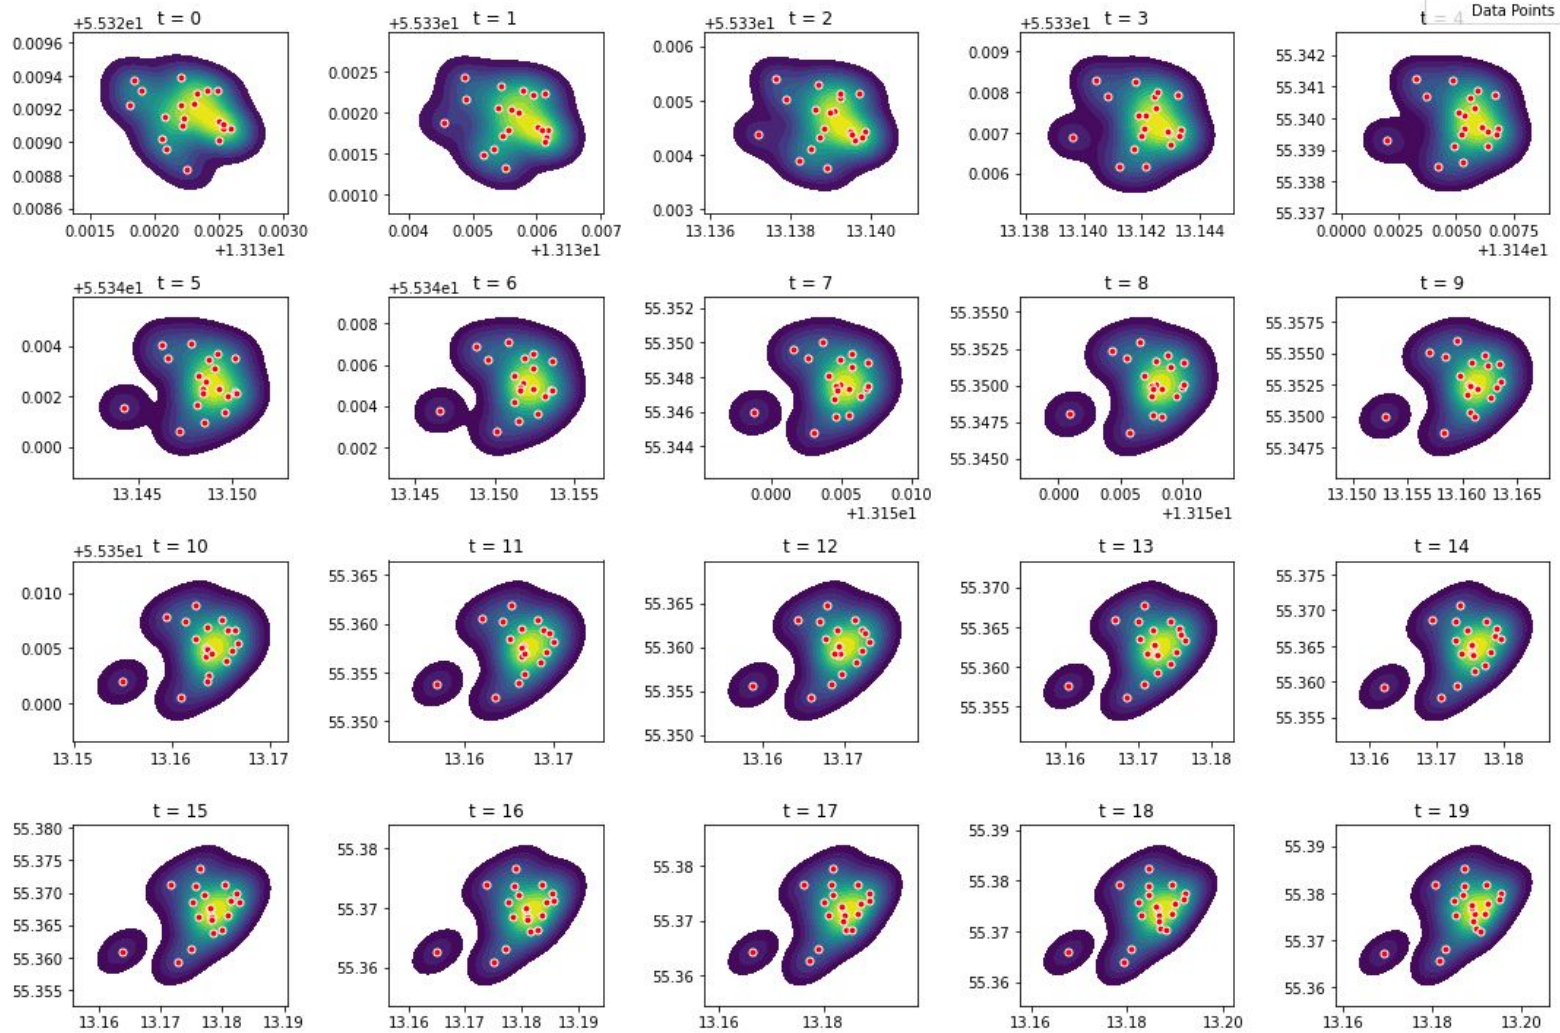 Data Points
+5.532e1 t = 0
0.0096
0.0094
0.0092
0.0090
0.0088
0.0086
0.0015 0.0020 0.0025 0.0030
+1.313e1
+5.533e1 t = 1
0.0025
0.0020
0.0015
0.0010
0.004 0.005 0.006 0.007
+1.313e1
+5.533e1 t = 2
0.006
0.005
0.004
0.003
13.136 13.138 13.140
+5.533e1 t = 3
0.009
0.008
0.007
0.006
13.138 13.140 13.142 13.144
t = 4
55.342
55.341
55.340
55.339
55.338
55.337
0.0000 0.0025 0.0050 0.0075
+1.314e1
+5.534e1 t = 5
0.004
0.002
0.000
13.145 13.150
+5.534e1 t = 6
0.008
0.006
0.004
0.002
13.145 13.150 13.155
t = 7
55.352
55.350
55.348
55.346
55.344
0.000 0.005 0.010
+1.315e1
t = 8
55.3550
55.3525
55.3500
55.3475
55.3450
0.000 0.005 0.010
+1.315e1
t = 9
55.3575
55.3550
55.3525
55.3500
55.3475
13.150 13.155 13.160 13.165
+5.535e1 t = 10
0.010
0.005
0.000
13.15 13.16 13.17
t = 11
55.365
55.360
55.355
55.350
13.16 13.17
t = 12
55.365
55.360
55.355
55.350
13.16 13.17
t = 13
55.370
55.365
55.360
55.355
13.16 13.17 13.18
t = 14
55.375
55.370
55.365
55.360
55.355
13.16 13.17 13.18
t = 15
55.380
55.375
55.370
55.365
55.360
55.355
13.16 13.17 13.18 13.19
t = 16
55.38
55.37
55.36
13.16 13.17 13.18 13.19
t = 17
55.38
55.37
55.36
13.16 13.18
t = 18
55.39
55.38
55.37
55.36
13.16 13.18 13.20
t = 19
55.39
55.38
55.37
55.36
13.16 13.18 13.20